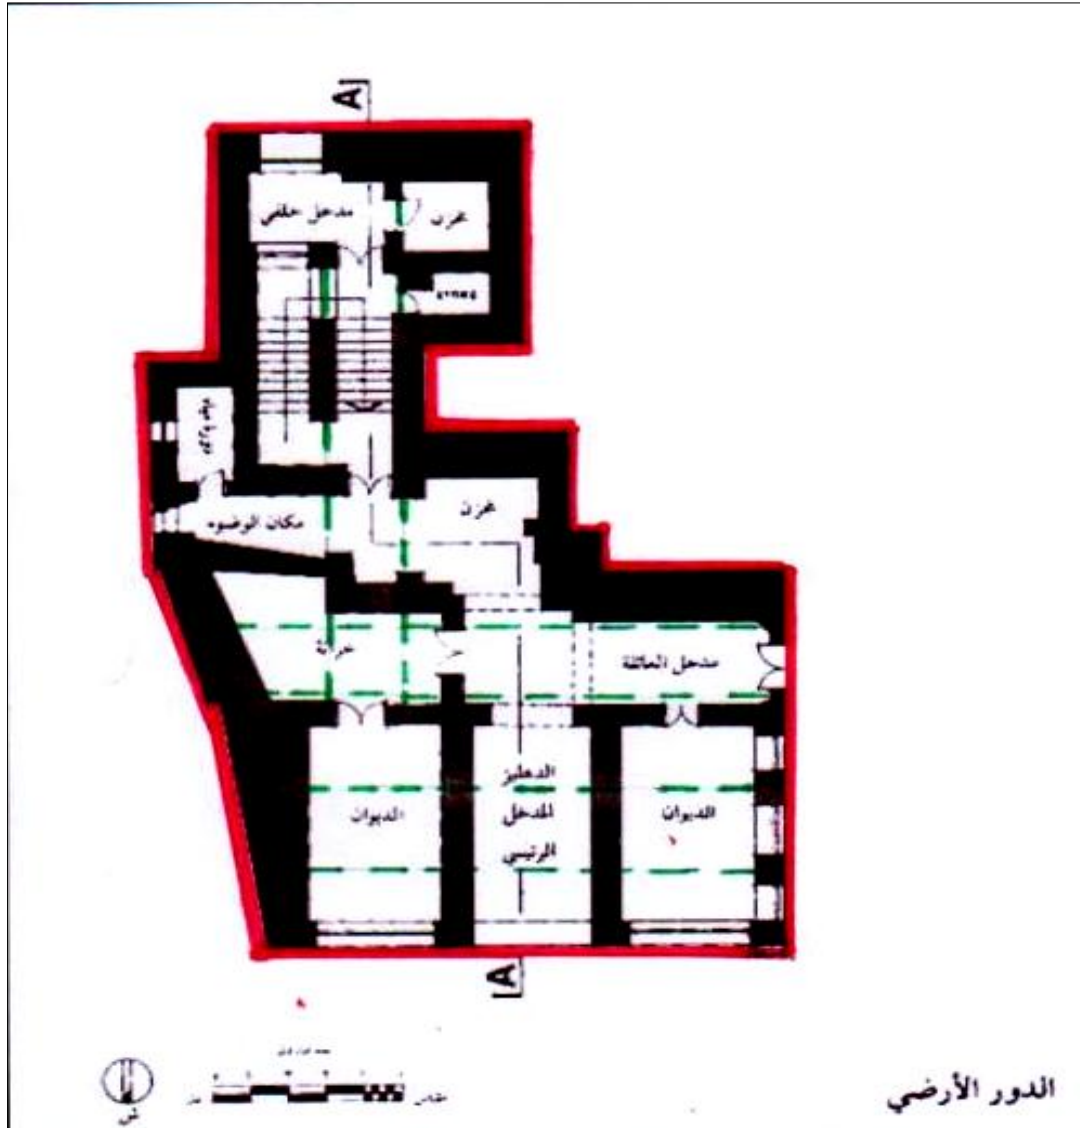 A
مدخل خلفي
مخزن
مخزن
مكان الوضوء
مدخل العائلة
خزانة
الدهليز
المدخل
الرئيسي
الديوان
الديوان
A
ش
الدور الأرضي